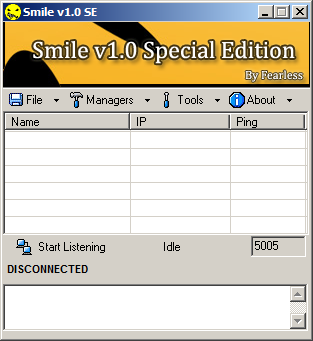 Smile v1.0 SE
Smile v1.0 Special Edition
By Fearless
File Managers Tools About
Name IP Ping
Start Listening Idle 5005
DISCONNECTED